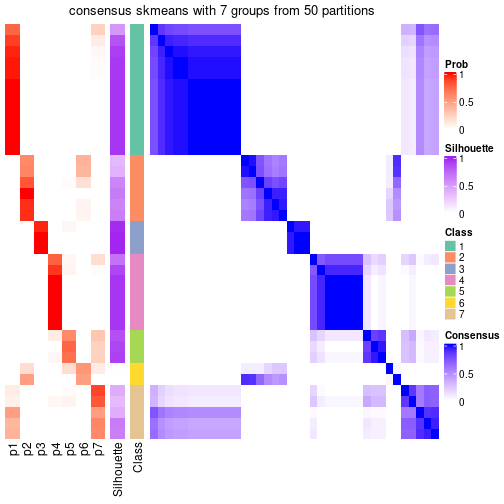 consensus skmeans with 7 groups from 50 partitions
Prob
1
0.5
0
Silhouette
1
0.5
0
Class
1
2
3
4
5
6
7
Consensus
1
0.5
0
p1
p2
p3
p4
p5
p6
p7
Silhouette
Class